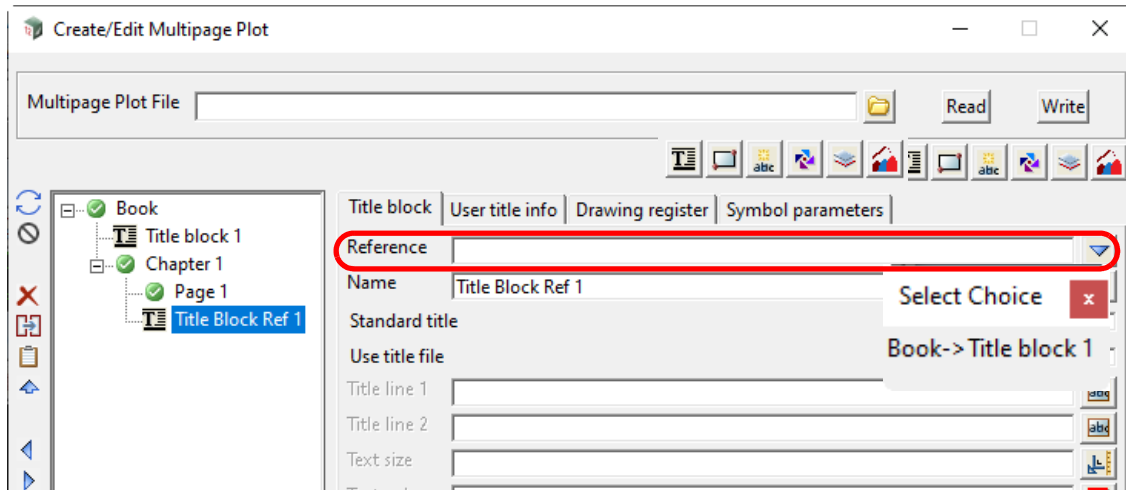 Create/Edit Multipage Plot
Multipage Plot File Read Write
Book
Title block 1
Chapter 1
Page 1
Title Block Ref 1
Title block User title info Drawing register Symbol parameters
Reference
Name Title Block Ref 1
Select Choice x
Standard title
Book->Title block 1
Use title file
Title line 1
Title line 2
Text size